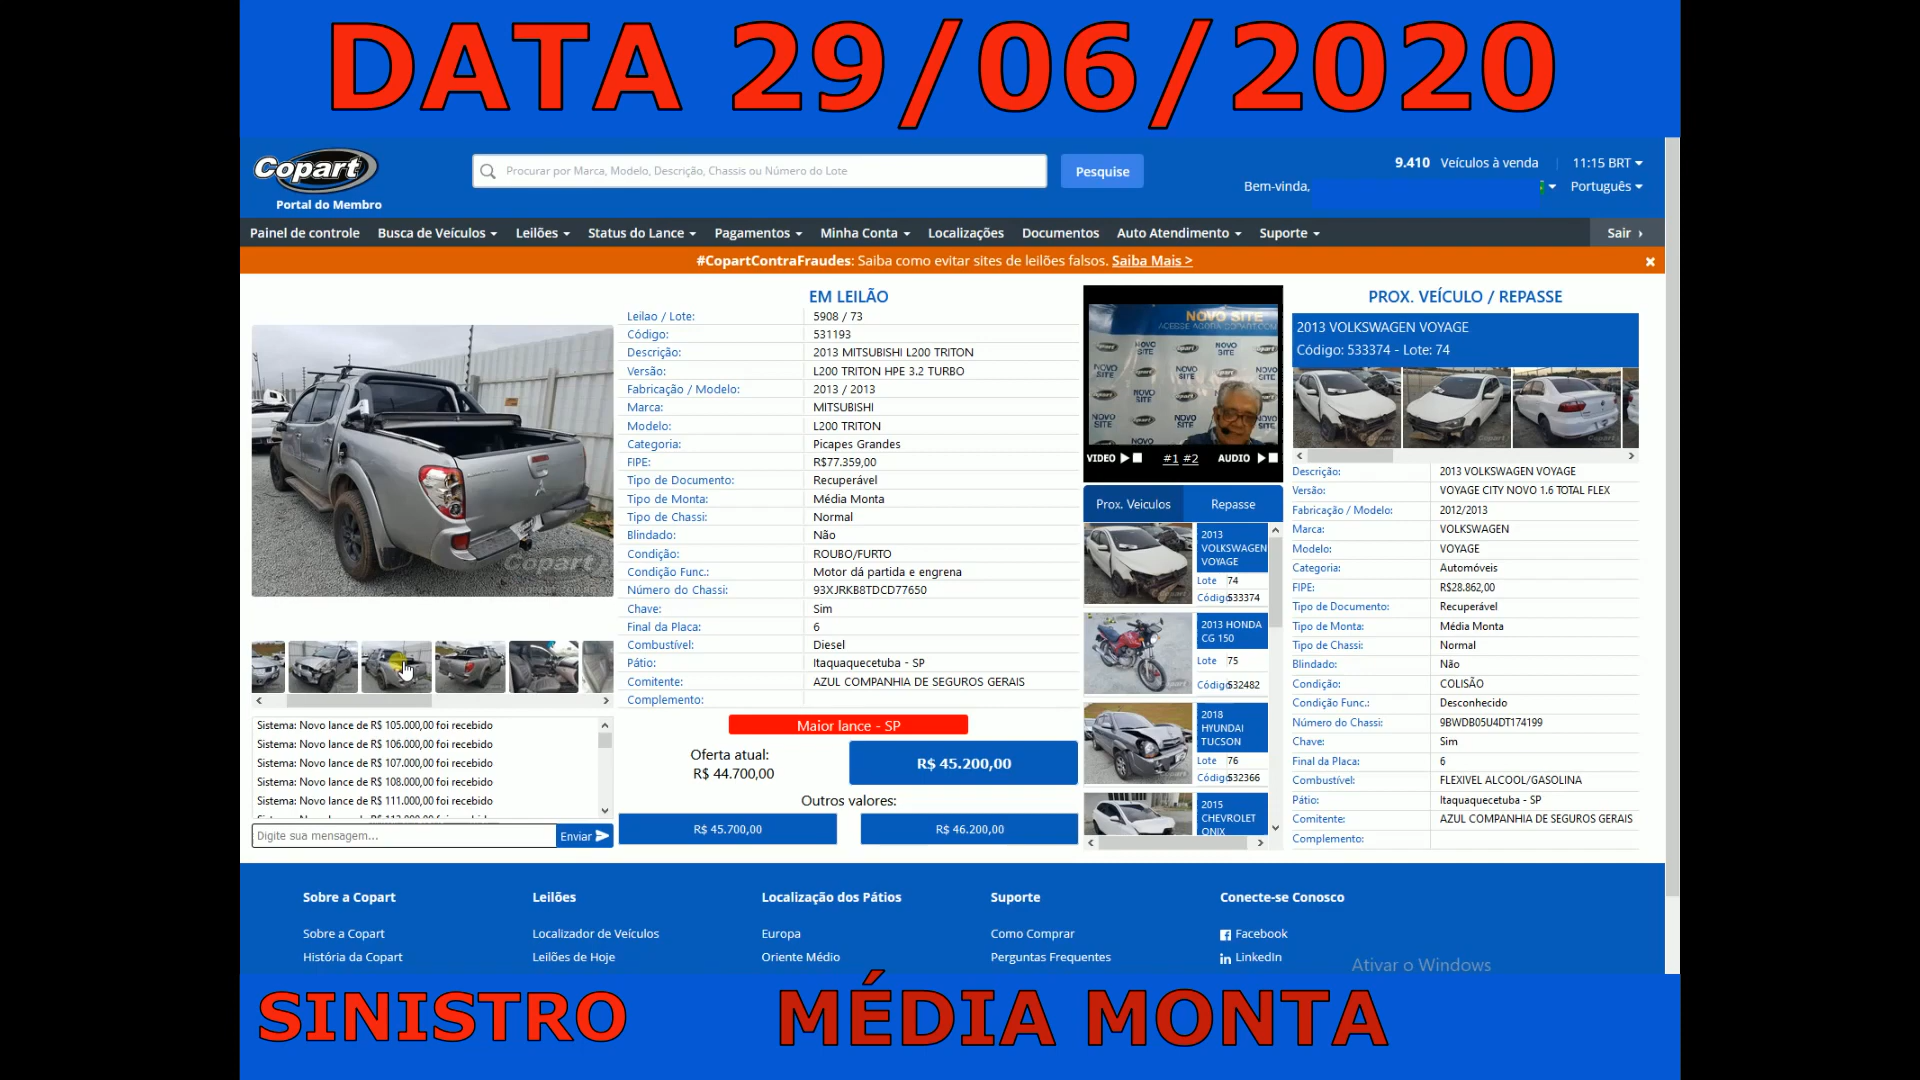 DATA 29/06/2020
Copart
Portal do Membro
Procurar por Marca, Modelo, Descrição, Chassis ou Número do Lote
Pesquise
9.410 Veículos à venda
11:15 BRT
Bem-vinda,
Português
Painel de controle Busca de Veículos Leilões Status do Lance Pagamentos Minha Conta Localizações Documentos Auto Atendimento Suporte Sair
#CopartContraFraudes: Saiba como evitar sites de leilões falsos. Saiba Mais >
Copart
Sistema: Novo lance de R$ 105.000,00 foi recebido
Sistema: Novo lance de R$ 106.000,00 foi recebido
Sistema: Novo lance de R$ 107.000,00 foi recebido
Sistema: Novo lance de R$ 108.000,00 foi recebido
Sistema: Novo lance de R$ 111.000,00 foi recebido
Digite sua mensagem...
Enviar
EM LEILÃO
Leilao / Lote: 5908 / 73
Código: 531193
Descrição: 2013 MITSUBISHI L200 TRITON
Versão: L200 TRITON HPE 3.2 TURBO
Fabricação / Modelo: 2013 / 2013
Marca: MITSUBISHI
Modelo: L200 TRITON
Categoria: Picapes Grandes
FIPE: R$77.359,00
Tipo de Documento: Recuperável
Tipo de Monta: Média Monta
Tipo de Chassi: Normal
Blindado: Não
Condição: ROUBO/FURTO
Condição Func.: Motor dá partida e engrena
Número do Chassi: 93XJRKB8TDCD77650
Chave: Sim
Final da Placa: 6
Combustível: Diesel
Pátio: Itaquaquecetuba - SP
Comitente: AZUL COMPANHIA DE SEGUROS GERAIS
Complemento:
Maior lance - SP
Oferta atual:
R$ 44.700,00
R$ 45.200,00
Outros valores:
R$ 45.700,00
R$ 46.200,00
NOVO SITE
VIDEO #1 #2 AUDIO
Prox. Veiculos
Repasse
2013
VOLKSWAGEN
VOYAGE
Lote 74
Código 533374
2013 HONDA
CG 150
Lote 75
Código 532482
2018
HYUNDAI
TUCSON
Lote 76
Código 532366
2015
CHEVROLET
ONIX
PROX. VEÍCULO / REPASSE
2013 VOLKSWAGEN VOYAGE
Código: 533374 - Lote: 74
Descrição: 2013 VOLKSWAGEN VOYAGE
Versão: VOYAGE CITY NOVO 1.6 TOTAL FLEX
Fabricação / Modelo: 2012/2013
Marca: VOLKSWAGEN
Modelo: VOYAGE
Categoria: Automóveis
FIPE: R$28.862,00
Tipo de Documento: Recuperável
Tipo de Monta: Média Monta
Tipo de Chassi: Normal
Blindado: Não
Condição: COLISÃO
Condição Func.: Desconhecido
Número do Chassi: 9BWDB05U4DT174199
Chave: Sim
Final da Placa: 6
Combustível: FLEXIVEL ALCOOL/GASOLINA
Pátio: Itaquaquecetuba - SP
Comitente: AZUL COMPANHIA DE SEGUROS GERAIS
Complemento:
Sobre a Copart
Sobre a Copart
História da Copart
Leilões
Localizador de Veículos
Leilões de Hoje
Localização dos Pátios
Europa
Oriente Médio
Suporte
Como Comprar
Perguntas Frequentes
Conecte-se Conosco
Facebook
LinkedIn
Ativar o Windows
SINISTRO
MÉDIA MONTA